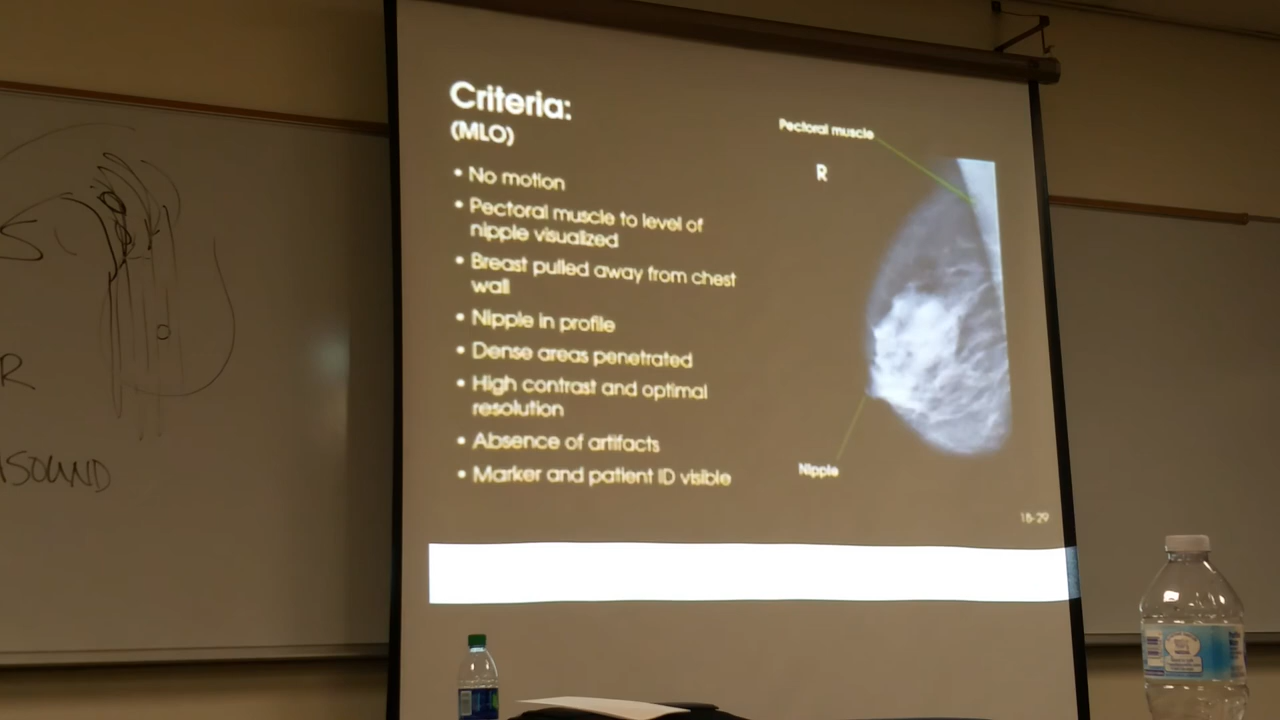 S
R
SOUND
Criteria:
(MLO)
• No motion
• Pectoral muscle to level of
nipple visualized
• Breast pulled away from chest
wall
• Nipple in profile
• Dense areas penetrated
• High contrast and optimal
resolution
• Absence of artifacts
• Marker and patient ID visible
Pectoral muscle
R
Nipple
18-29